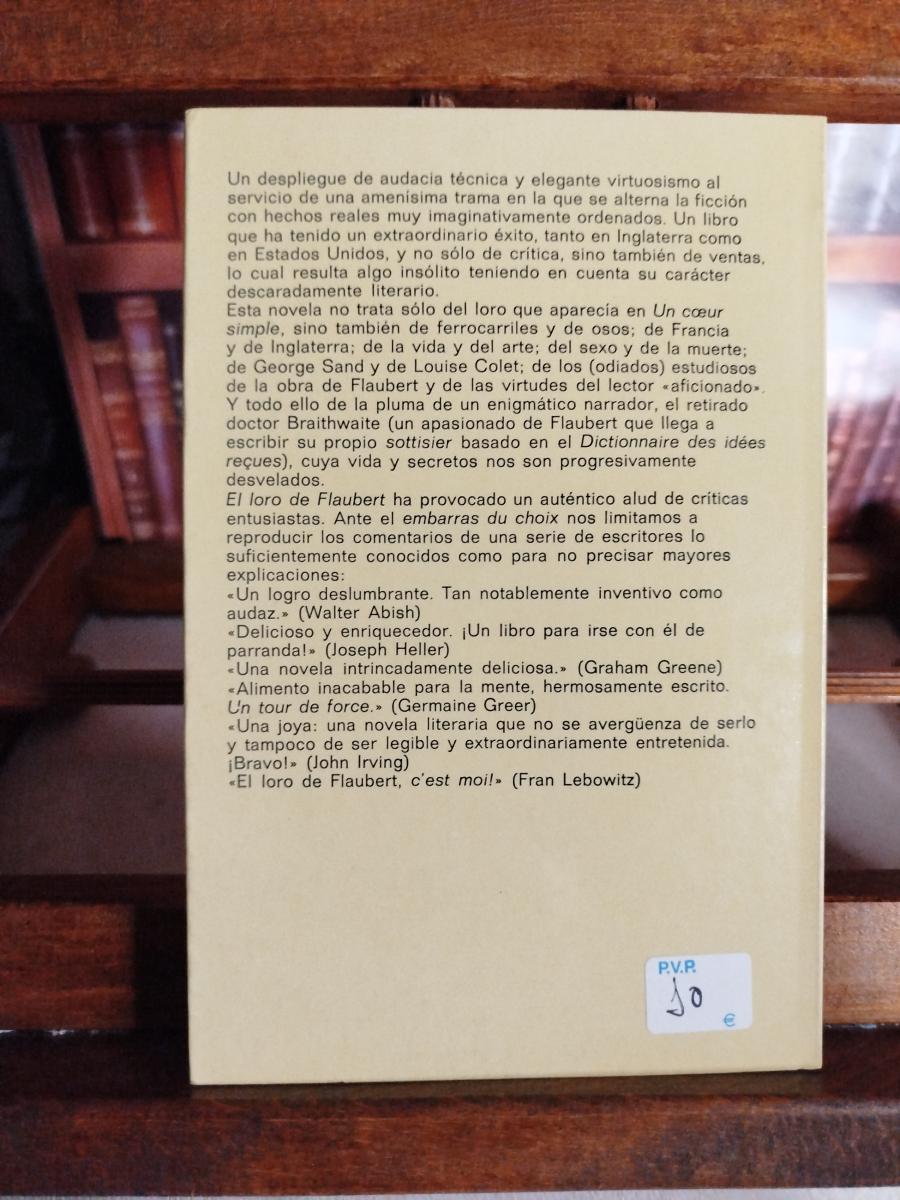 Un despliegue de audacia técnica y elegante virtuosismo al
servicio de una amenísima trama en la que se alterna la ficción
con hechos reales muy imaginativamente ordenados. Un libro
que ha tenido un extraordinario éxito, tanto en Inglaterra como
en Estados Unidos, y no sólo de crítica, sino también de ventas,
lo cual resulta algo insólito teniendo en cuenta su carácter
descaradamente literario.
Esta novela no trata sólo del loro que aparecía en Un cœur
simple, sino también de ferrocarriles y de osos; de Francia
y de Inglaterra; de la vida y del arte; del sexo y de la muerte;
de George Sand y de Louise Colet; de los (odiados) estudiosos
de la obra de Flaubert y de las virtudes del lector «aficionado».
Y todo ello de la pluma de un enigmático narrador, el retirado
doctor Braithwaite (un apasionado de Flaubert que llega a
escribir su propio sottisier basado en el Dictionnaire des idées
reçues), cuya vida y secretos nos son progresivamente
desvelados.
El loro de Flaubert ha provocado un auténtico alud de críticas
entusiastas. Ante el embarras du choix nos limitamos a
reproducir los comentarios de una serie de escritores lo
suficientemente conocidos como para no precisar mayores
explicaciones:
«Un logro deslumbrante. Tan notablemente inventivo como
audaz.» (Walter Abish)
«Delicioso y enriquecedor. ¡Un libro para irse con él de
parranda!» (Joseph Heller)
«Una novela intrincadamente deliciosa.» (Graham Greene)
«Alimento inacabable para la mente, hermosamente escrito.
Un tour de force.» (Germaine Greer)
«Una joya: una novela literaria que no se avergüenza de serlo
y tampoco de ser legible y extraordinariamente entretenida.
¡Bravo!» (John Irving)
«El loro de Flaubert, c'est moi!» (Fran Lebowitz)
P.V.P.
10
€